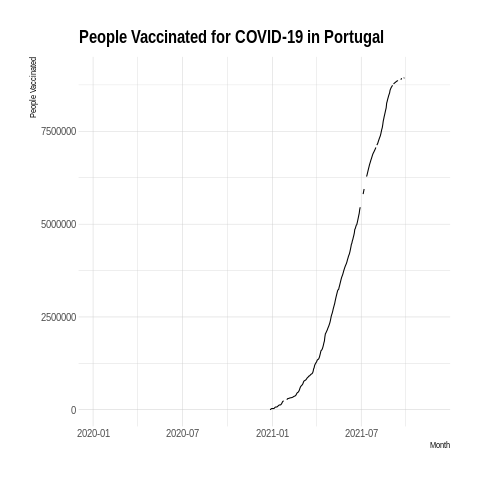 People Vaccinated for COVID-19 in Portugal
People Vaccinated
7500000
5000000
2500000
0
2020-01 2020-07 2021-01 2021-07
Month